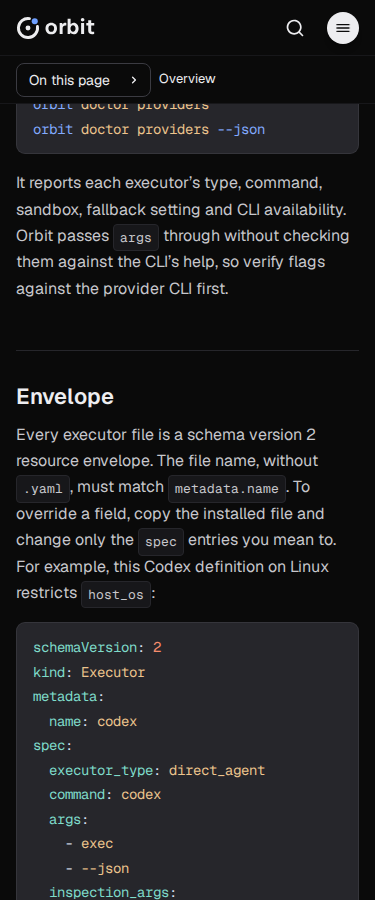 orbit
On this page
Overview
orbit doctor providers
orbit doctor providers --json
It reports each executor's type, command,
sandbox, fallback setting and CLI availability.
Orbit passes args through without checking
them against the CLI's help, so verify flags
against the provider CLI first.
Envelope
Every executor file is a schema version 2
resource envelope. The file name, without
.yaml, must match metadata.name. To
override a field, copy the installed file and
change only the spec entries you mean to.
For example, this Codex definition on Linux
restricts host_os:
schemaVersion: 2
kind: Executor
metadata:
  name: codex
spec:
  executor_type: direct_agent
  command: codex
  args:
    - exec
    - --json
  inspection_args: